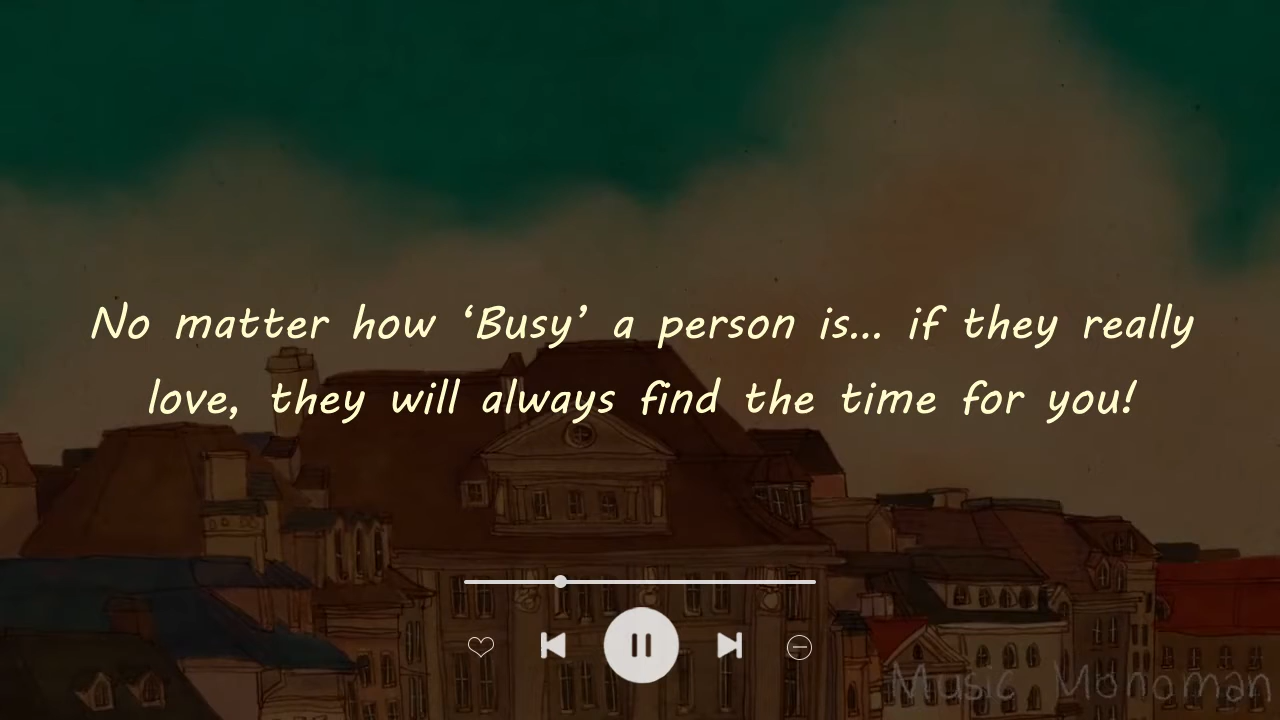 No matter how ‘Busy’ a person is... if they really
love, they will always find the time for you!
Music Monoman